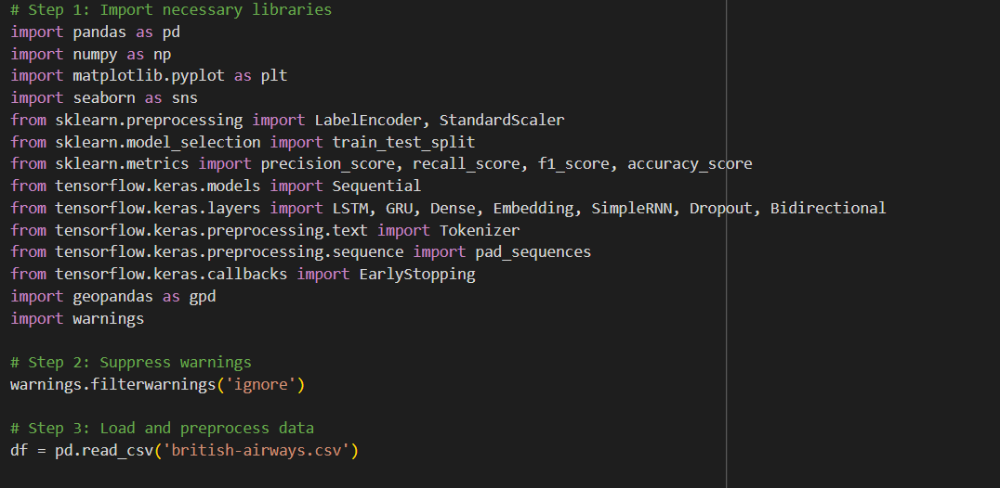 # Step 1: Import necessary libraries
import pandas as pd
import numpy as np
import matplotlib.pyplot as plt
import seaborn as sns
from sklearn.preprocessing import LabelEncoder, StandardScaler
from sklearn.model_selection import train_test_split
from sklearn.metrics import precision_score, recall_score, f1_score, accuracy_score
from tensorflow.keras.models import Sequential
from tensorflow.keras.layers import LSTM, GRU, Dense, Embedding, SimpleRNN, Dropout, Bidirectional
from tensorflow.keras.preprocessing.text import Tokenizer
from tensorflow.keras.preprocessing.sequence import pad_sequences
from tensorflow.keras.callbacks import EarlyStopping
import geopandas as gpd
import warnings
# Step 2: Suppress warnings
warnings.filterwarnings('ignore')
# Step 3: Load and preprocess data
df = pd.read_csv('british-airways.csv')